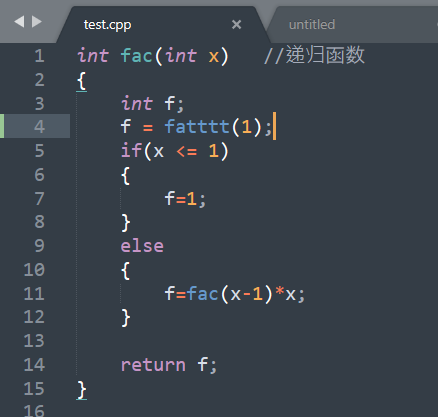 test.cpp untitled
1 int fac(int x) //递归函数
2 {
3 int f;
4 f = fatttt(1);
5 if(x <= 1)
6 {
7 f=1;
8 }
9 else
10 {
11 f=fac(x-1)*x;
12 }
13
14 return f;
15 }
16